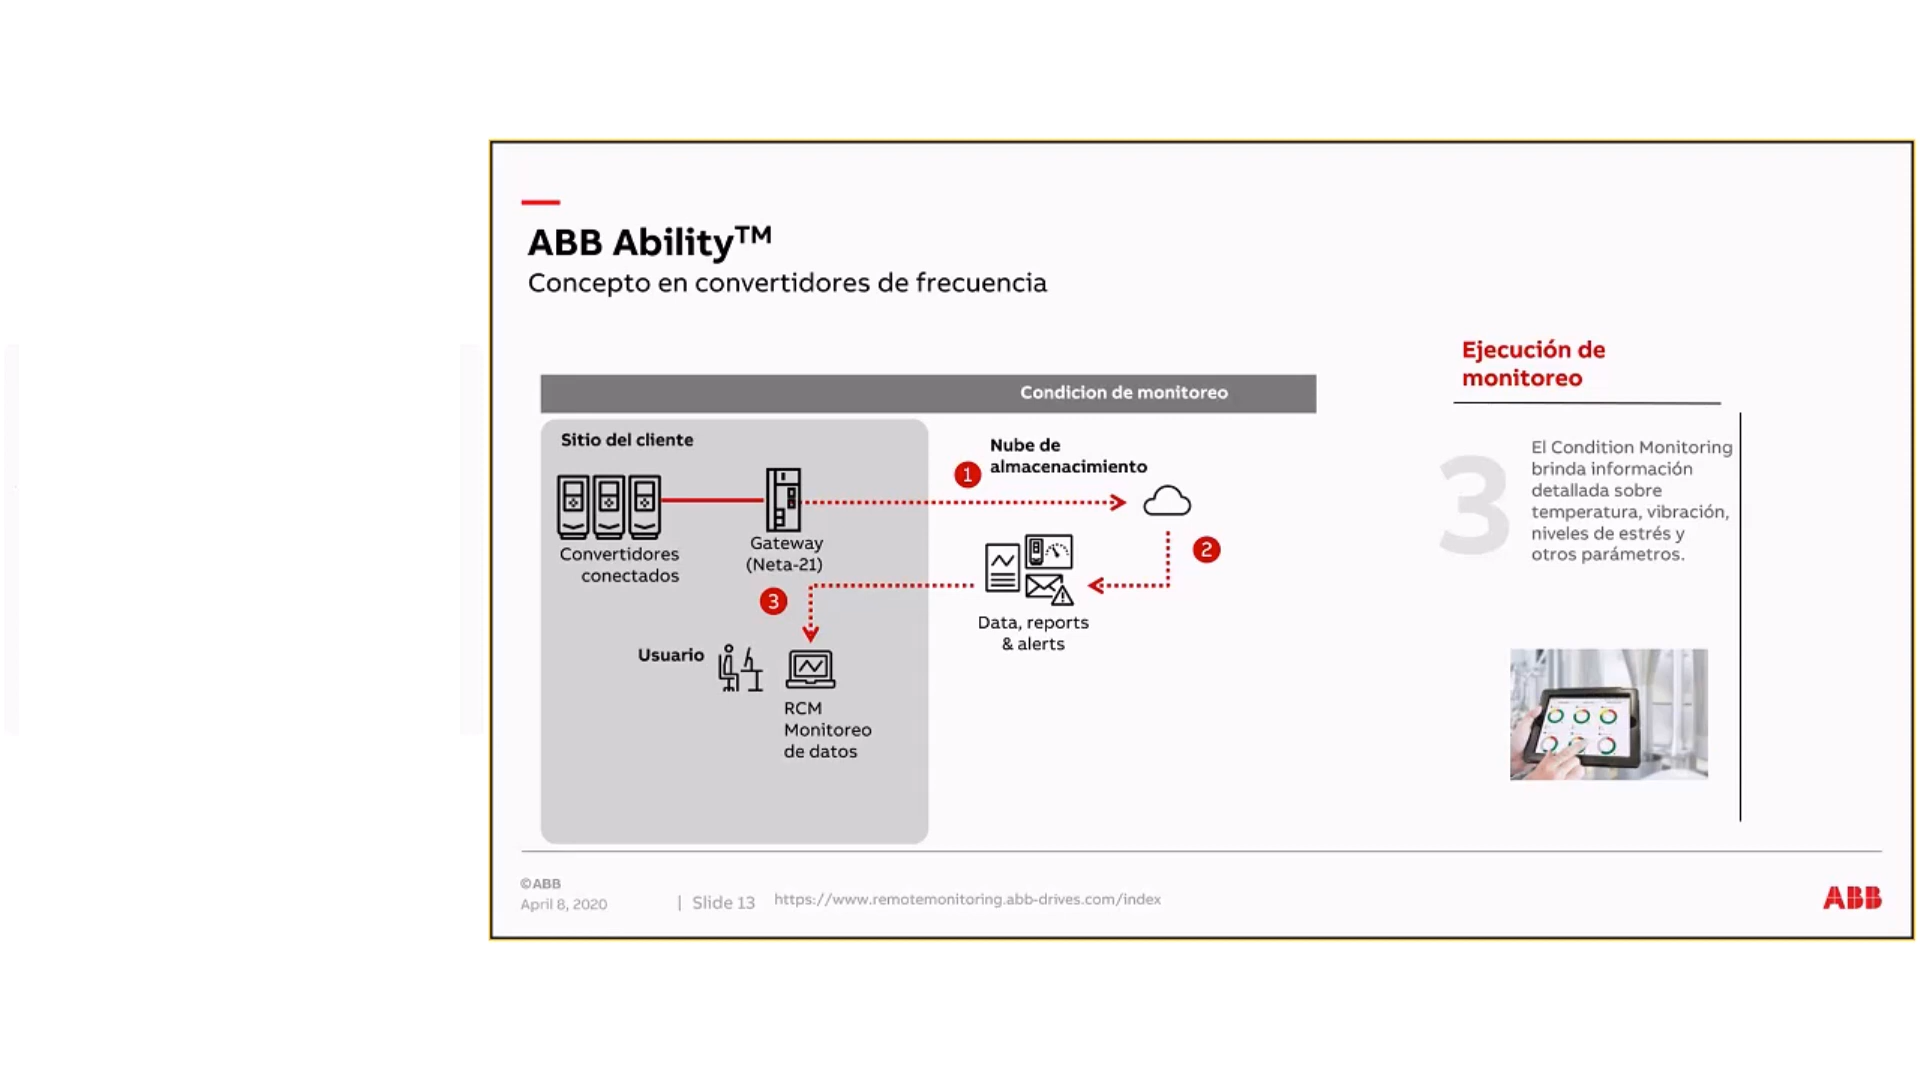 ABB Ability™
Concepto en convertidores de frecuencia
Condicion de monitoreo
Sitio del cliente
Convertidores
conectados
Gateway
(Neta-21)
1
Nube de
almacenacimiento
2
Data, reports
& alerts
3
Usuario
RCM
Monitoreo
de datos
Ejecución de
monitoreo
3
El Condition Monitoring
brinda información
detallada sobre
temperatura, vibración,
niveles de estrés y
otros parámetros.
©ABB
April 8, 2020
| Slide 13
https://www.remotemonitoring.abb-drives.com/index
ABB